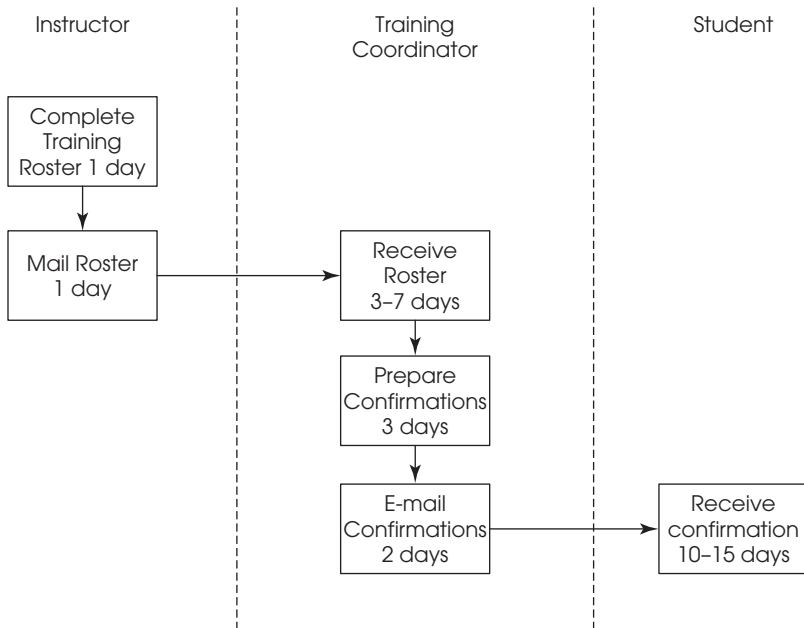 Instructor
Training
Coordinator
Student
Complete
Training
Roster 1 day
Mail Roster
1 day
Receive
Roster
3–7 days
Prepare
Confirmations
3 days
E-mail
Confirmations
2 days
Receive
confirmation
10–15 days